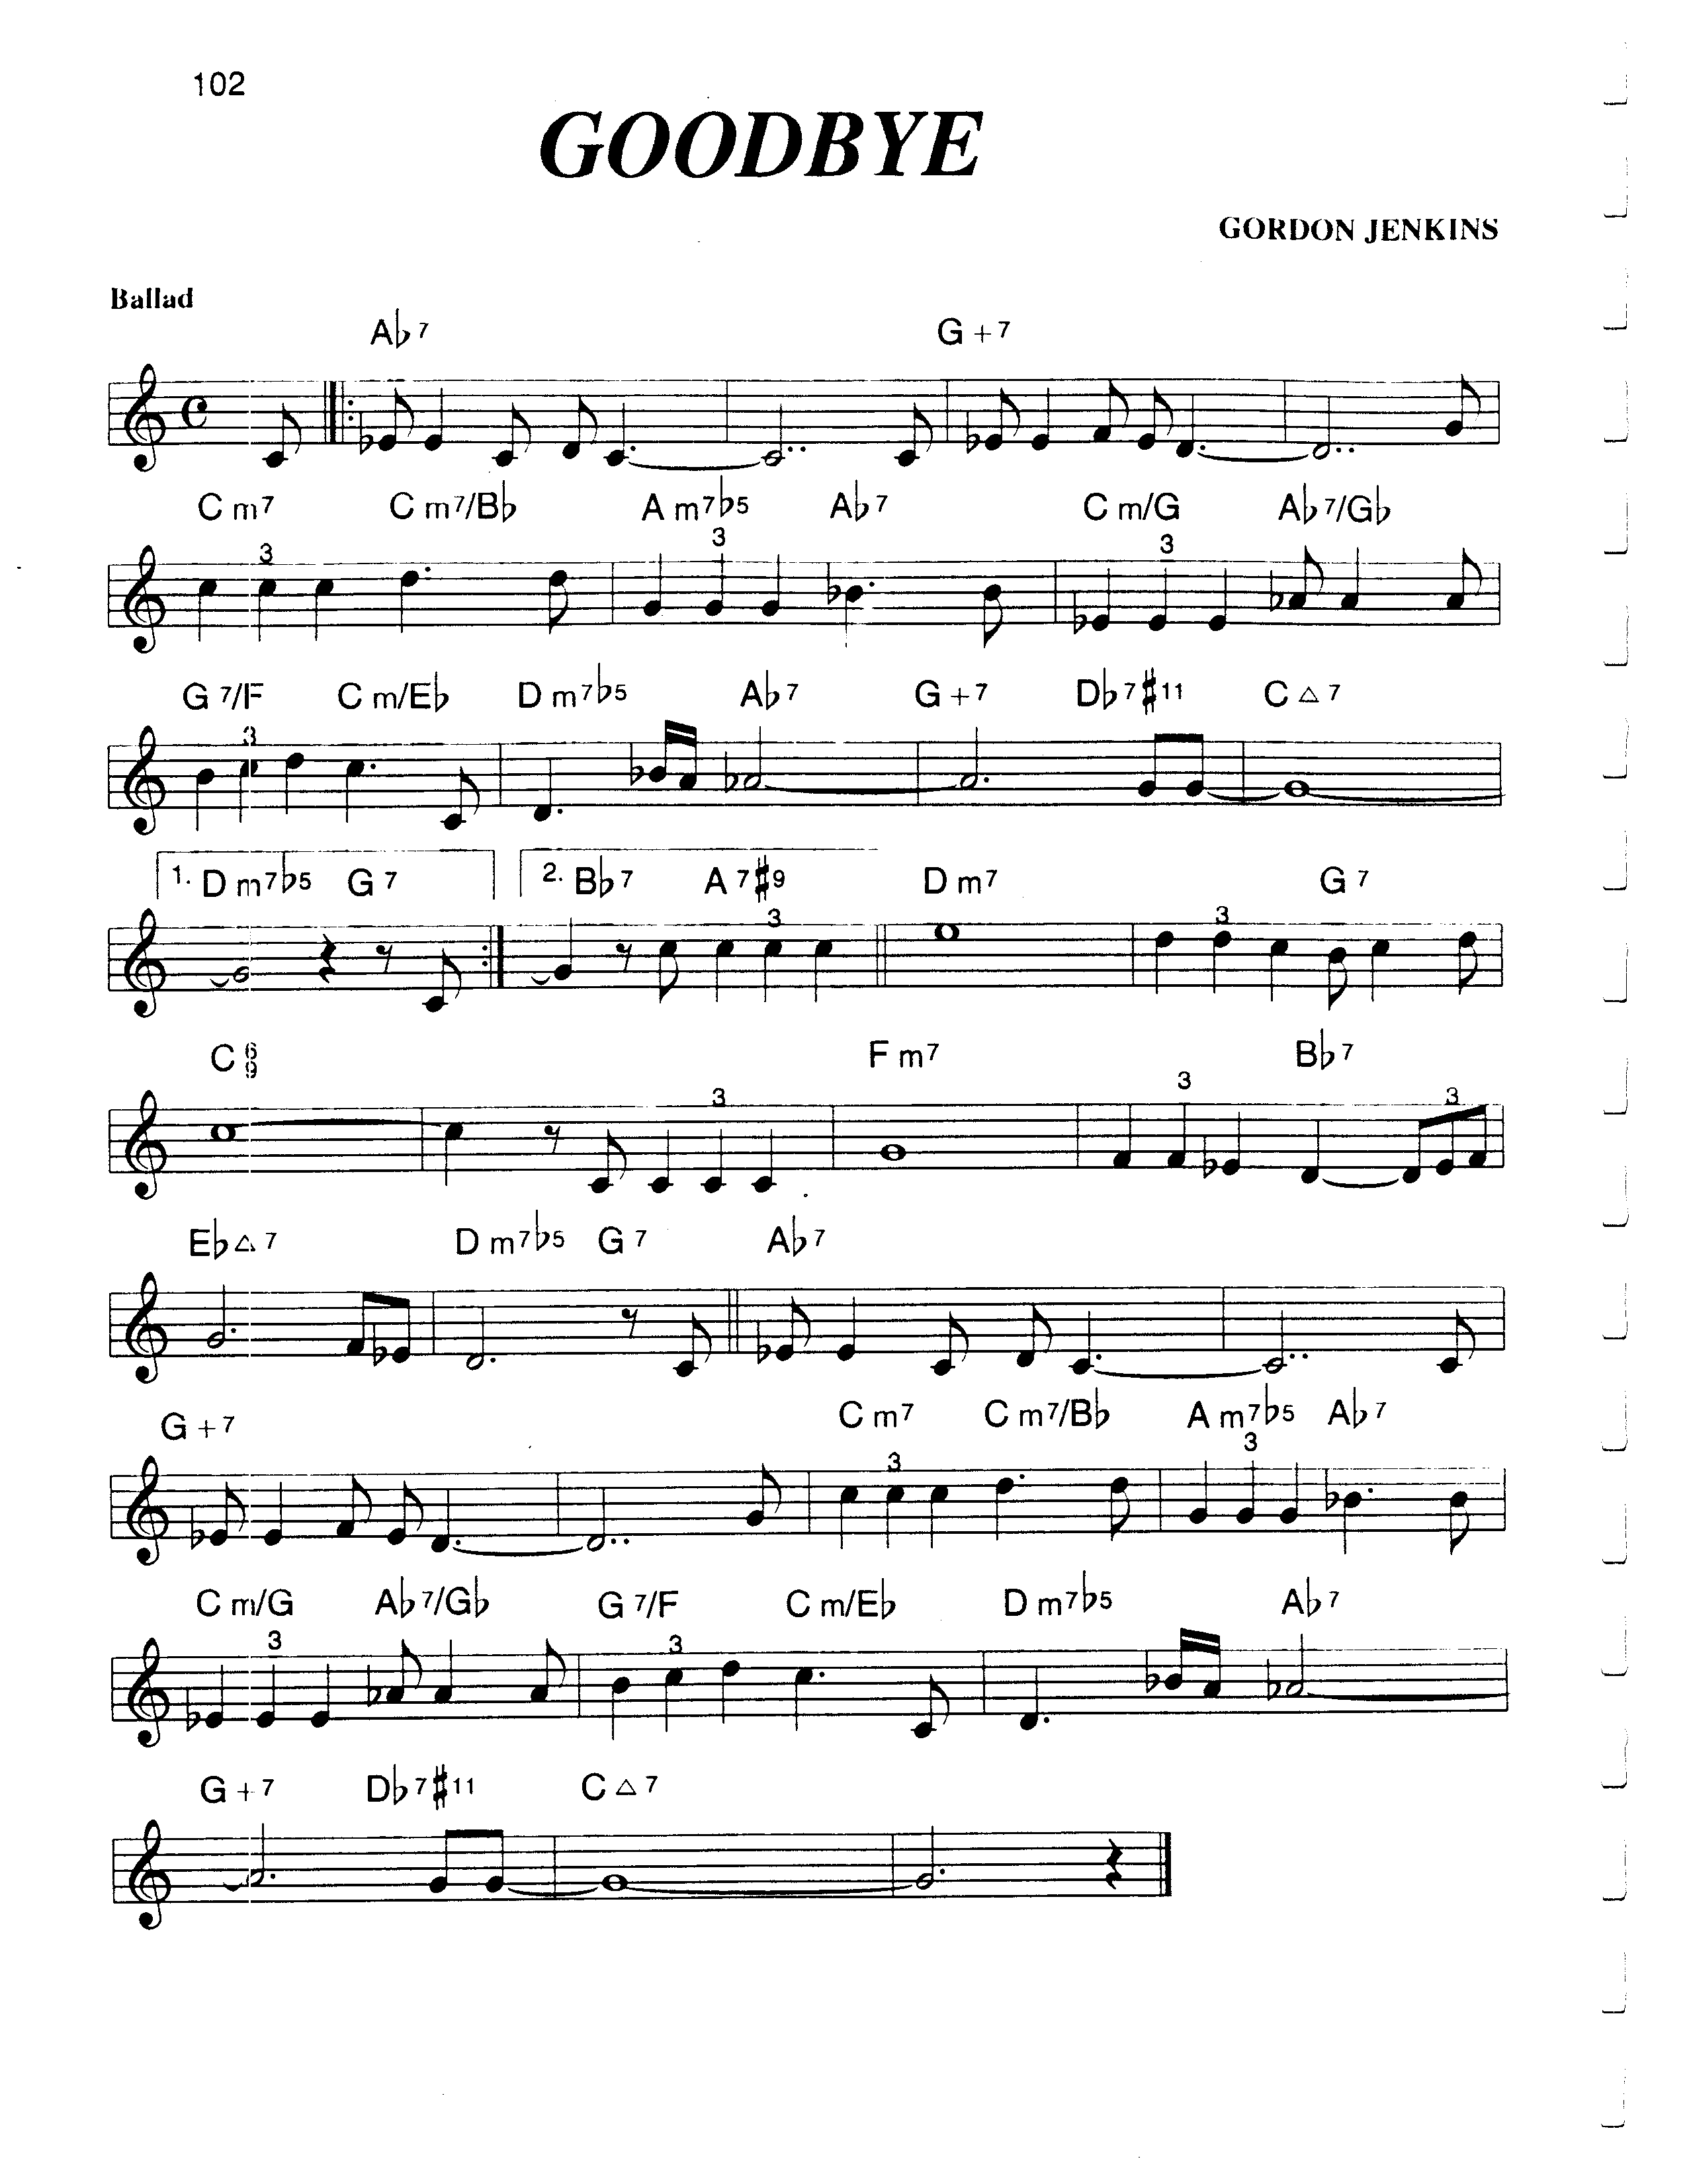 102
GOODBYE
GORDON JENKINS
Ballad
A♭7 G+7
Cm7 Cm7/B♭ Am7♭5 A♭7 Cm/G A♭7/G♭
3 3 3
G7/F Cm/E♭ Dm7♭5 A♭7 G+7 D♭7♯11 C△7
3
1. Dm7♭5 G7 2. B♭7 A7♯9 Dm7 G7
3 3
C6/9 Fm7 B♭7
3 3 3
E♭△7 Dm7♭5 G7 A♭7
G+7 Cm7 Cm7/B♭ Am7♭5 A♭7
3 3
Cm/G A♭7/G♭ G7/F Cm/E♭ Dm7♭5 A♭7
3 3
G+7 D♭7♯11 C△7